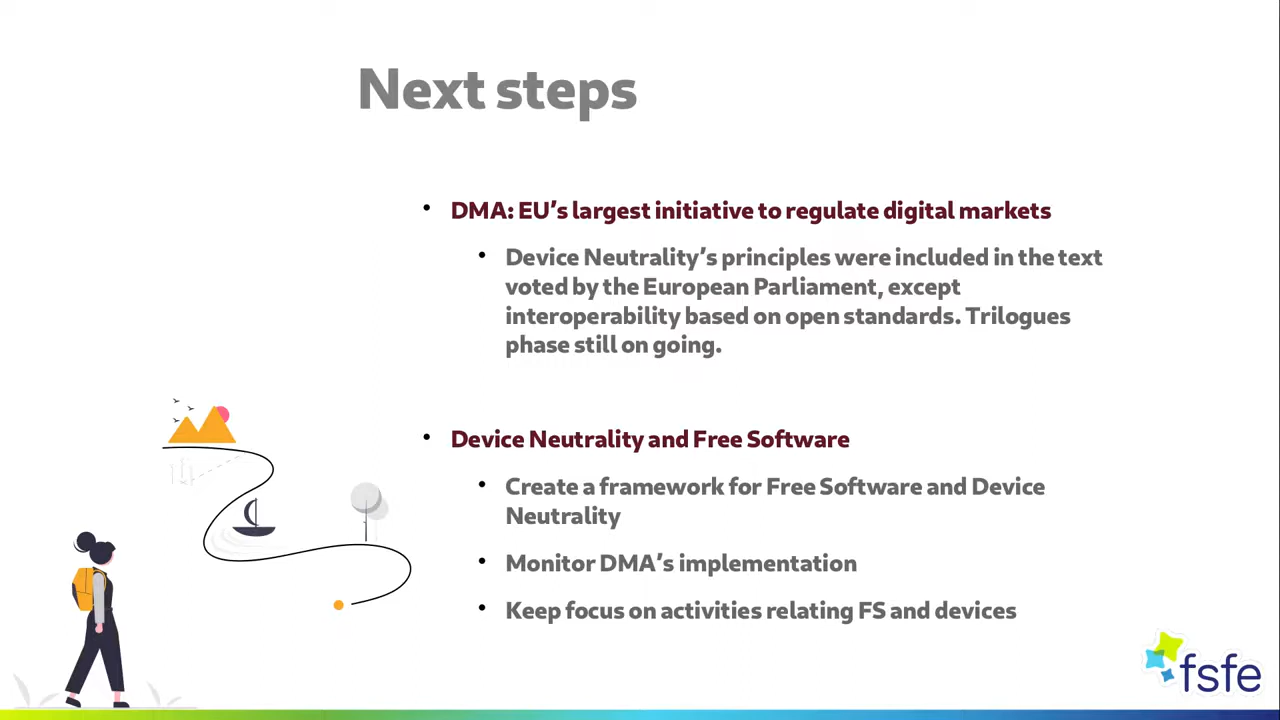 Next steps
DMA: EU’s largest initiative to regulate digital markets
Device Neutrality’s principles were included in the text
voted by the European Parliament, except
interoperability based on open standards. Trilogues
phase still on going.
Device Neutrality and Free Software
Create a framework for Free Software and Device
Neutrality
Monitor DMA’s implementation
Keep focus on activities relating FS and devices
fsfe